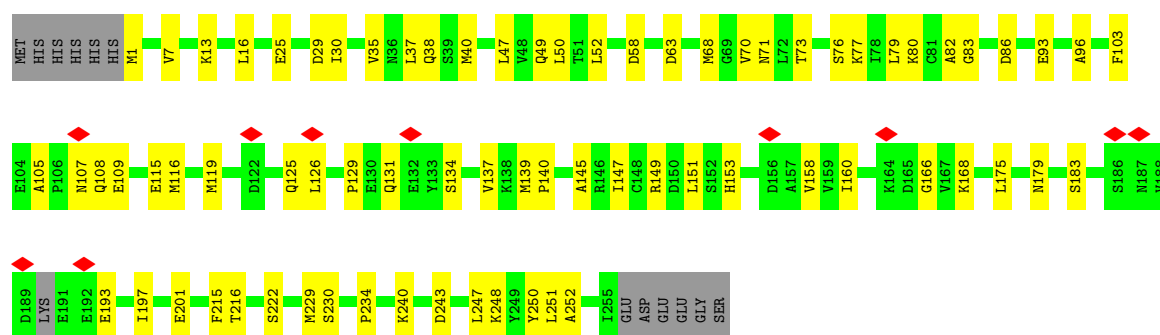 MET HIS HIS HIS HIS HIS M1 V7 K13 L16 E25 D29 I30 V35 N36 L37 Q38 S39 M40 L47 V48 Q49 L50 T51 L52 D58 D63 M68 G69 V70 N71 L72 T73 S76 K77 I78 L79 K80 C81 A82 G83 D86 E93 A96 F103
E104 A105 P106 N107 Q108 E109 E115 M116 M119 D122 Q125 L126 P129 E130 Q131 E132 Y133 S134 V137 K138 M139 P140 A145 R146 I147 C148 R149 D150 L151 S152 H153 D156 A157 V158 V159 I160 K164 D165 G166 V167 K168 L175 N179 S183 S186 N187 V188
D189 LYS E191 E192 E193 I197 E201 F215 T216 S222 M229 S230 P234 K240 D243 L247 K248 Y249 Y250 L251 A252 I255 GLU ASP GLU GLU GLY SER